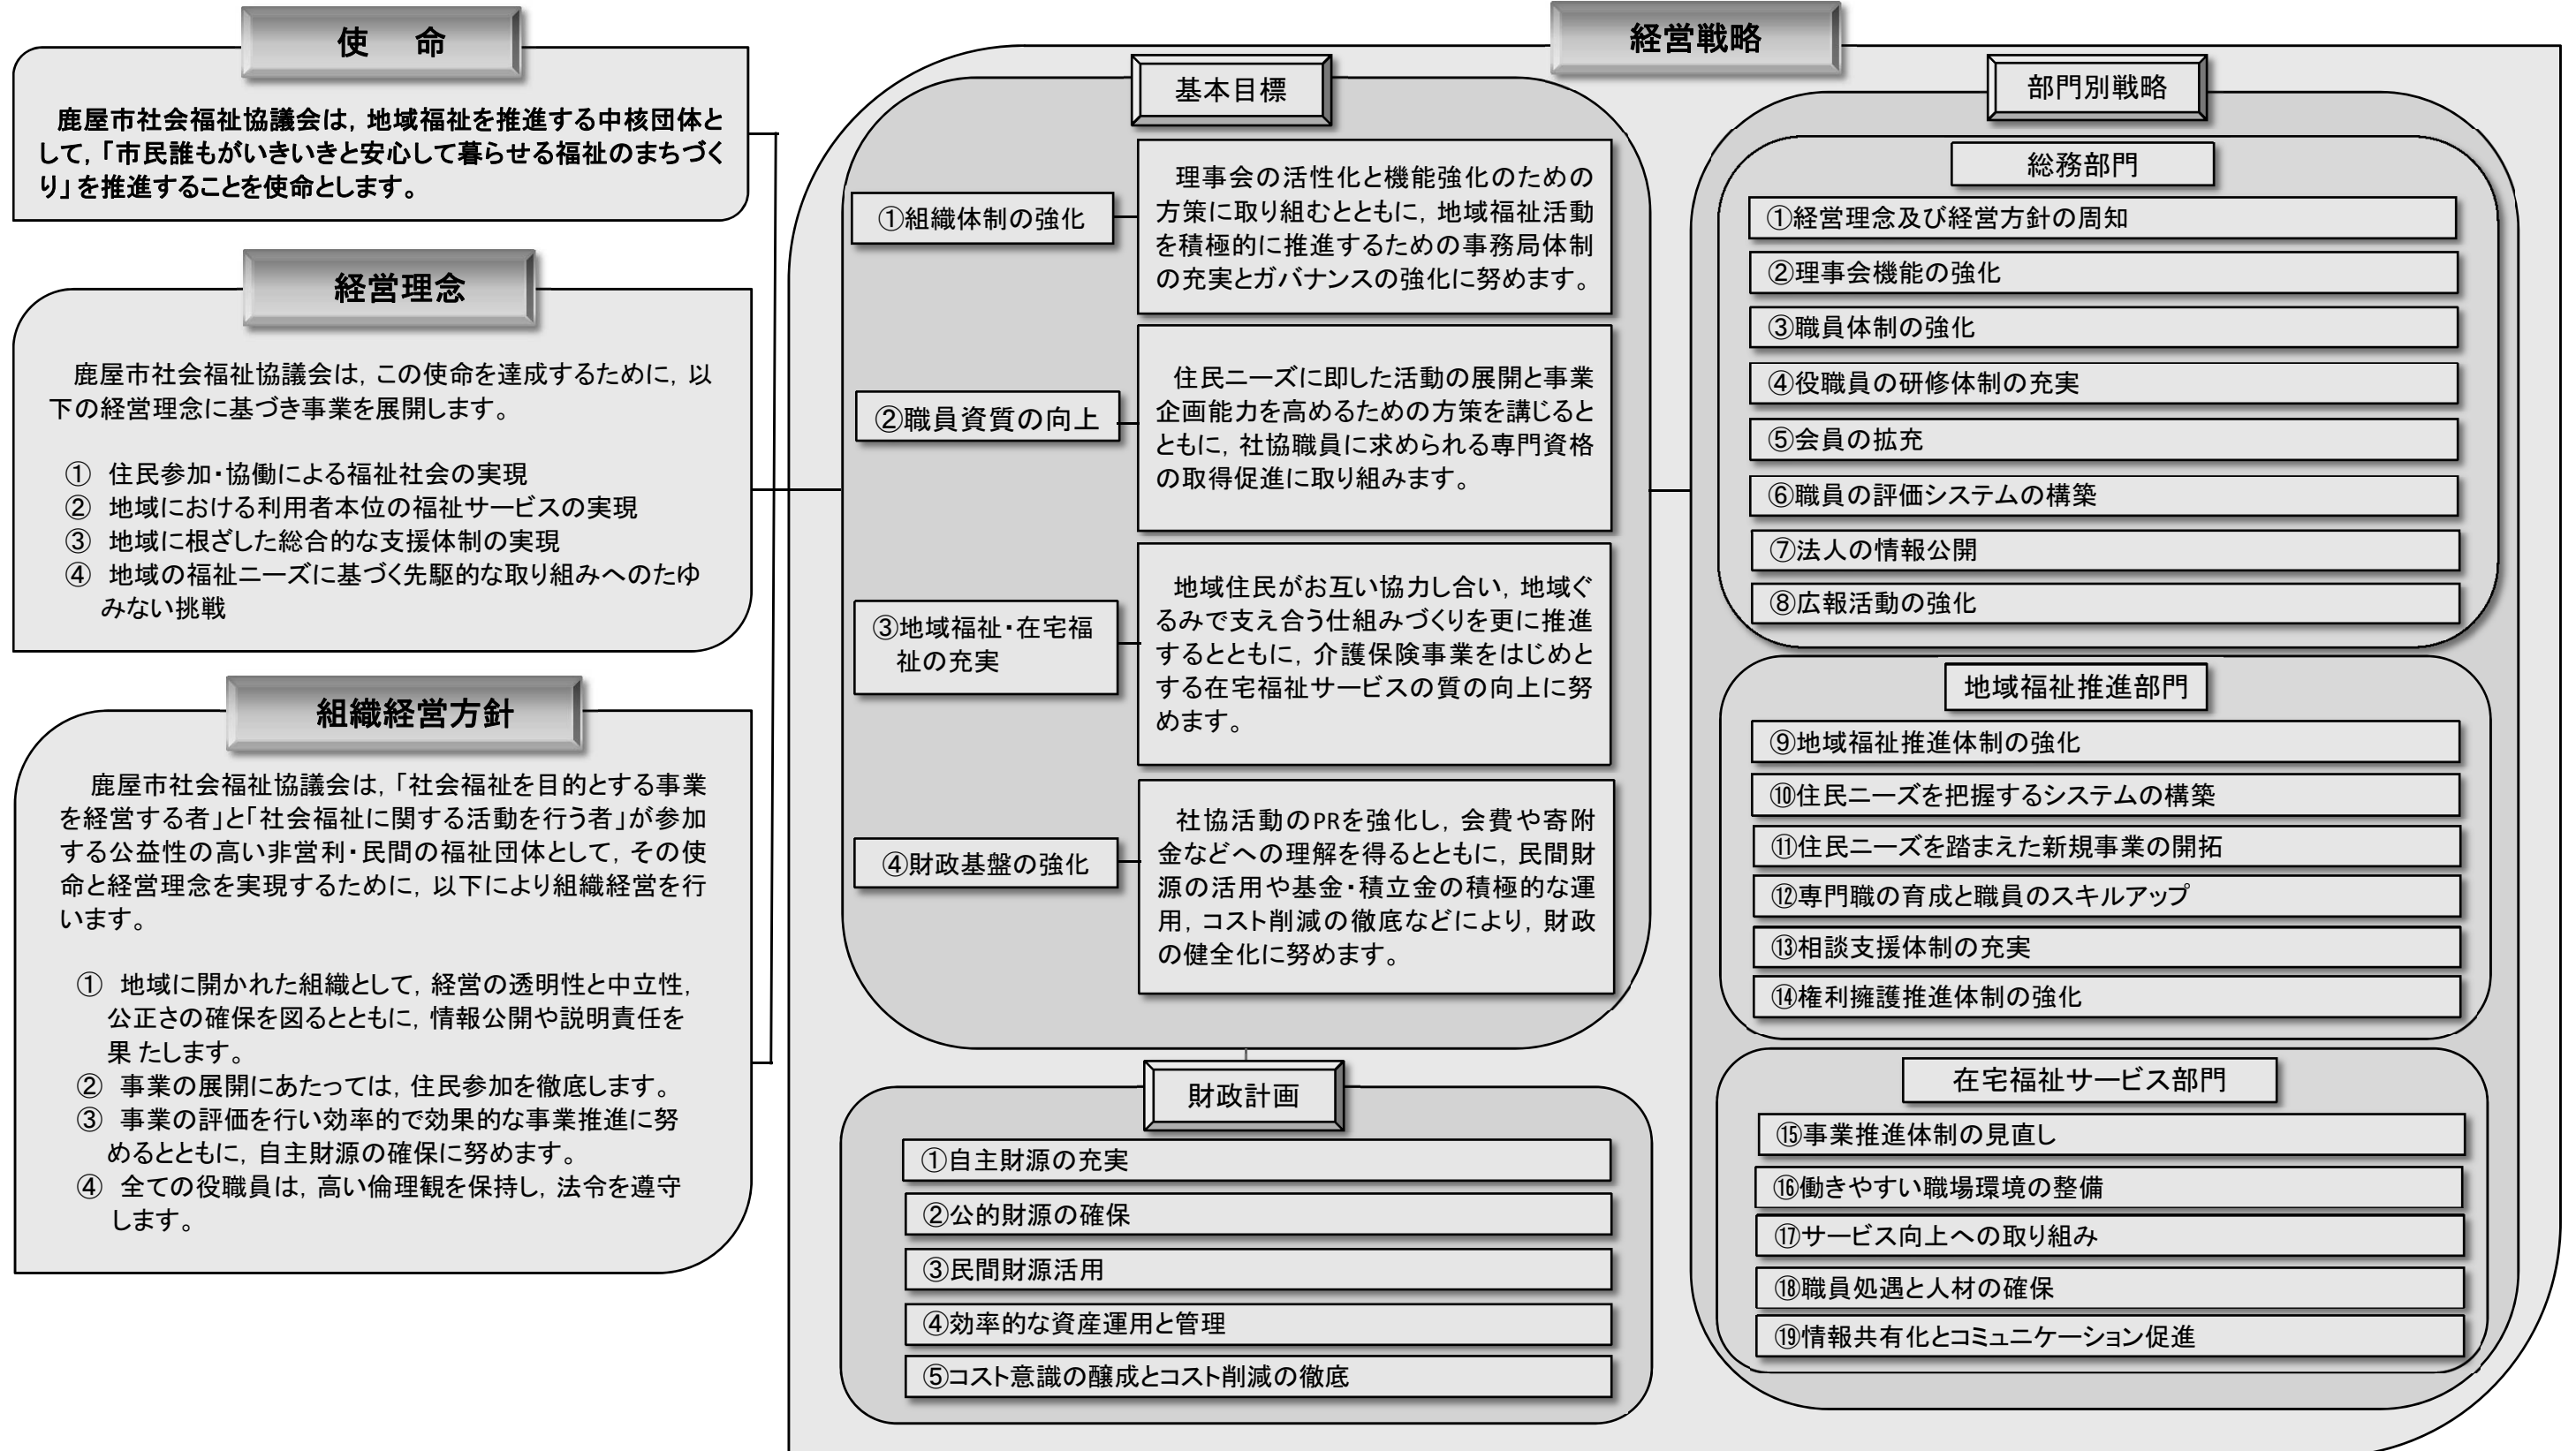 使　命
鹿屋市社会福祉協議会は，地域福祉を推進する中核団体と
して，「市民誰もがいきいきと安心して暮らせる福祉のまちづく
り」を推進することを使命とします。
経営理念
鹿屋市社会福祉協議会は，この使命を達成するために，以
下の経営理念に基づき事業を展開します。
①　住民参加・協働による福祉社会の実現
②　地域における利用者本位の福祉サービスの実現
③　地域に根ざした総合的な支援体制の実現
④　地域の福祉ニーズに基づく先駆的な取り組みへのたゆ
みない挑戦
組織経営方針
鹿屋市社会福祉協議会は，「社会福祉を目的とする事業
を経営する者」と「社会福祉に関する活動を行う者」が参加
する公益性の高い非営利・民間の福祉団体として，その使
命と経営理念を実現するために，以下により組織経営を行
います。
①　地域に開かれた組織として，経営の透明性と中立性，
公正さの確保を図るとともに，情報公開や説明責任を
果 たします。
②　事業の展開にあたっては，住民参加を徹底します。
③　事業の評価を行い効率的で効果的な事業推進に努
めるとともに，自主財源の確保に努めます。
④　全ての役職員は，高い倫理観を保持し，法令を遵守
します。
経営戦略
基本目標
①組織体制の強化
理事会の活性化と機能強化のための
方策に取り組むとともに，地域福祉活動
を積極的に推進するための事務局体制
の充実とガバナンスの強化に努めます。
②職員資質の向上
住民ニーズに即した活動の展開と事業
企画能力を高めるための方策を講じると
ともに，社協職員に求められる専門資格
の取得促進に取り組みます。
③地域福祉・在宅福
祉の充実
地域住民がお互い協力し合い，地域ぐ
るみで支え合う仕組みづくりを更に推進
するとともに，介護保険事業をはじめと
する在宅福祉サービスの質の向上に努
めます。
④財政基盤の強化
社協活動のPRを強化し，会費や寄附
金などへの理解を得るとともに，民間財
源の活用や基金・積立金の積極的な運
用，コスト削減の徹底などにより，財政
の健全化に努めます。
財政計画
①自主財源の充実
②公的財源の確保
③民間財源活用
④効率的な資産運用と管理
⑤コスト意識の醸成とコスト削減の徹底
部門別戦略
総務部門
①経営理念及び経営方針の周知
②理事会機能の強化
③職員体制の強化
④役職員の研修体制の充実
⑤会員の拡充
⑥職員の評価システムの構築
⑦法人の情報公開
⑧広報活動の強化
地域福祉推進部門
⑨地域福祉推進体制の強化
⑩住民ニーズを把握するシステムの構築
⑪住民ニーズを踏まえた新規事業の開拓
⑫専門職の育成と職員のスキルアップ
⑬相談支援体制の充実
⑭権利擁護推進体制の強化
在宅福祉サービス部門
⑮事業推進体制の見直し
⑯働きやすい職場環境の整備
⑰サービス向上への取り組み
⑱職員処遇と人材の確保
⑲情報共有化とコミュニケーション促進